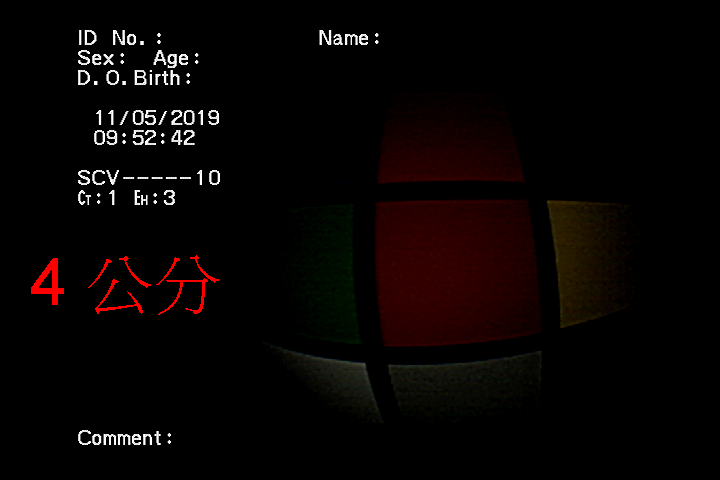 ID No.: Name:
Sex: Age:
D.O.Birth:
11/05/2019
09:52:42
SCV-----10
CT:1 EH:3
4 公分
Comment: